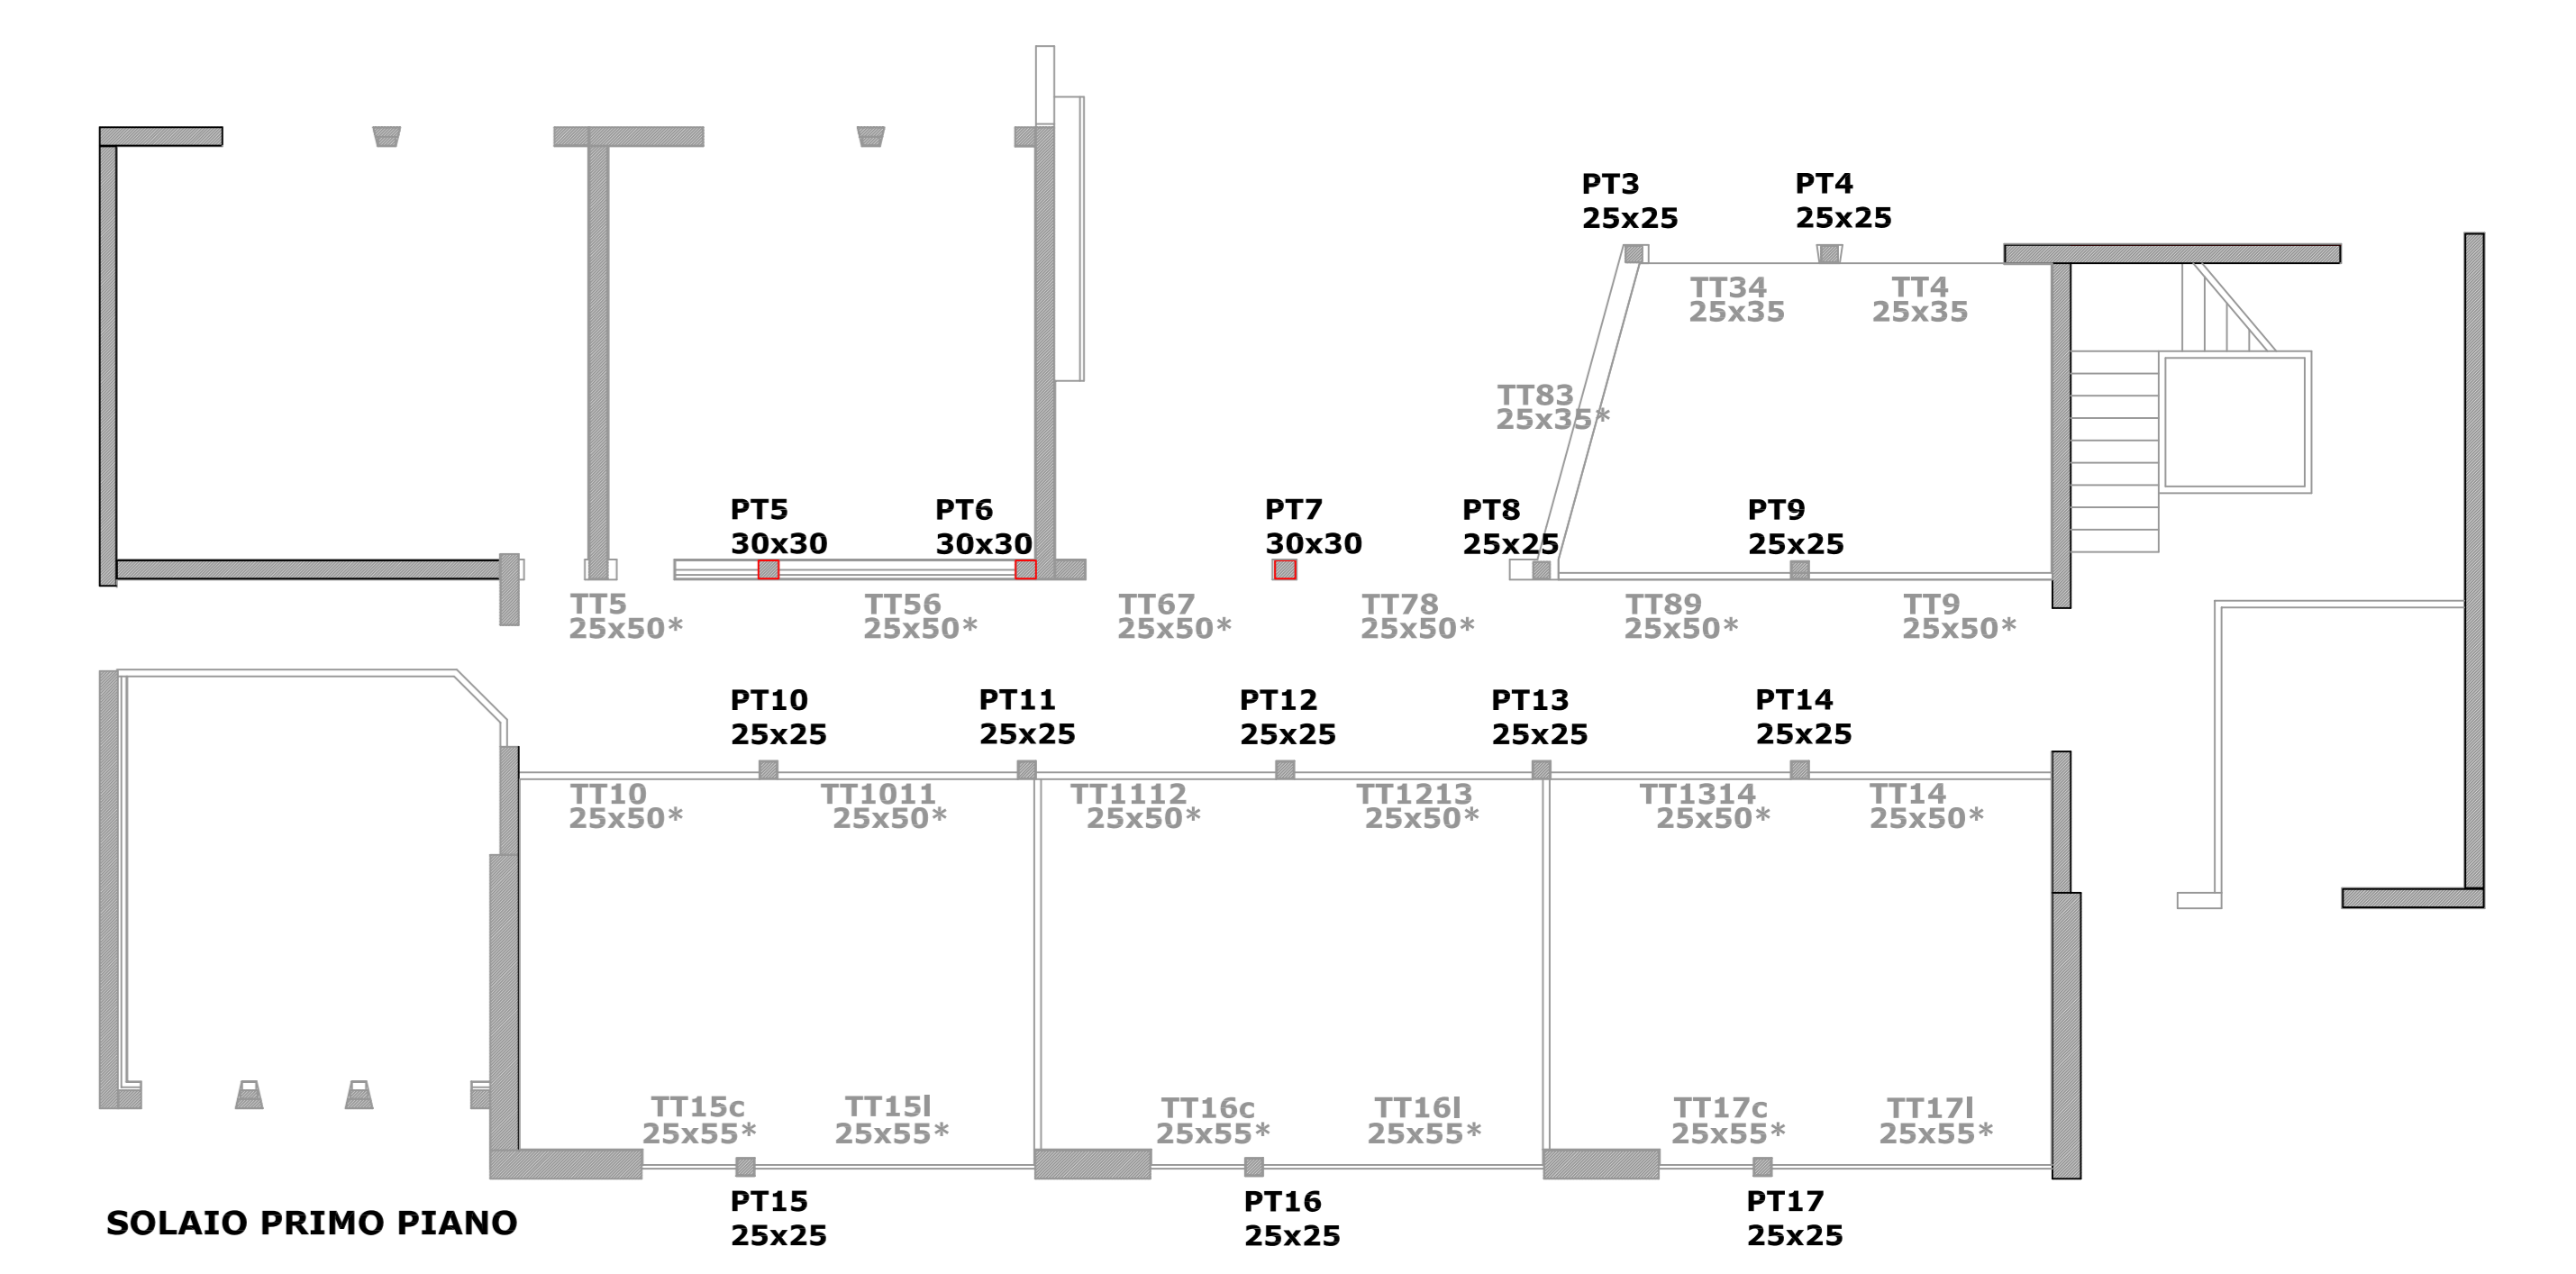 PT3 PT4
25x25 25x25
TT34 TT4
25x35 25x35
TT83
25x35*
PT5 PT6 PT7 PT8 PT9
30x30 30x30 30x30 25x25 25x25
TT5 TT56 TT67 TT78 TT89 TT9
25x50* 25x50* 25x50* 25x50* 25x50* 25x50*
PT10 PT11 PT12 PT13 PT14
25x25 25x25 25x25 25x25 25x25
TT10 TT1011 TT1112 TT1213 TT1314 TT14
25x50* 25x50* 25x50* 25x50* 25x50* 25x50*
TT15c TT15l TT16c TT16l TT17c TT17l
25x55* 25x55* 25x55* 25x55* 25x55* 25x55*
PT15 PT16 PT17
25x25 25x25 25x25
SOLAIO PRIMO PIANO